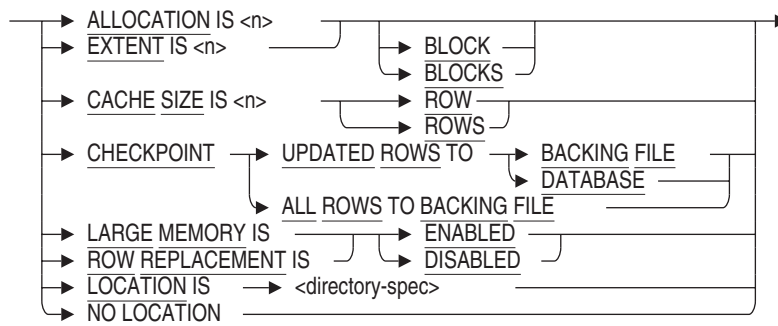 ALLOCATION IS <n>
EXTENT IS <n> BLOCK
BLOCKS
CACHE SIZE IS <n> ROW
ROWS
CHECKPOINT UPDATED ROWS TO BACKING FILE
DATABASE
ALL ROWS TO BACKING FILE
LARGE MEMORY IS ENABLED
ROW REPLACEMENT IS DISABLED
LOCATION IS <directory-spec>
NO LOCATION